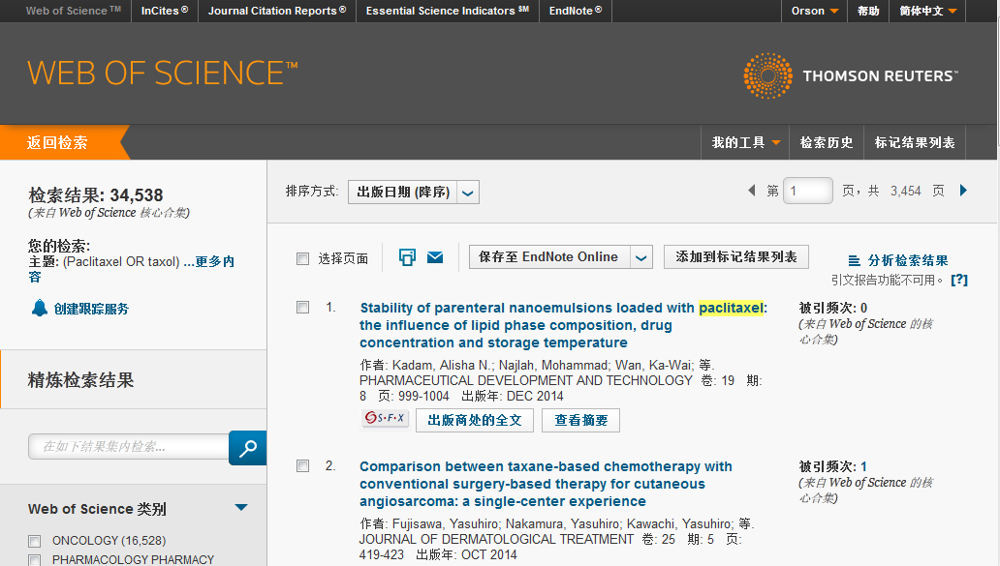 Web of Science™ InCites® Journal Citation Reports® Essential Science Indicators ℠ EndNote® Orson 帮助 简体中文
WEB OF SCIENCE™
THOMSON REUTERS™
返回检索 我的工具 检索历史 标记结果列表
检索结果: 34,538
(来自 Web of Science 核心合集)
您的检索:
主题: (Paclitaxel OR taxol) ...更多内
容
创建跟踪服务
精炼检索结果
在如下结果集内检索...
Web of Science 类别
ONCOLOGY (16,528)
PHARMACOLOGY PHARMACY
排序方式: 出版日期 (降序) 第 1 页，共 3,454 页
选择页面 保存至 EndNote Online 添加到标记结果列表
分析检索结果
引文报告功能不可用。 [?]
1. Stability of parenteral nanoemulsions loaded with paclitaxel:
the influence of lipid phase composition, drug
concentration and storage temperature
作者: Kadam, Alisha N.; Najlah, Mohammad; Wan, Ka-Wai; 等.
PHARMACEUTICAL DEVELOPMENT AND TECHNOLOGY 卷: 19 期:
8 页: 999-1004 出版年: DEC 2014
S·F·X 出版商处的全文 查看摘要
被引频次: 0
(来自 Web of Science 的核
心合集)
2. Comparison between taxane-based chemotherapy with
conventional surgery-based therapy for cutaneous
angiosarcoma: a single-center experience
作者: Fujisawa, Yasuhiro; Nakamura, Yasuhiro; Kawachi, Yasuhiro; 等.
JOURNAL OF DERMATOLOGICAL TREATMENT 卷: 25 期: 5 页:
419-423 出版年: OCT 2014
被引频次: 1
(来自 Web of Science 的核
心合集)